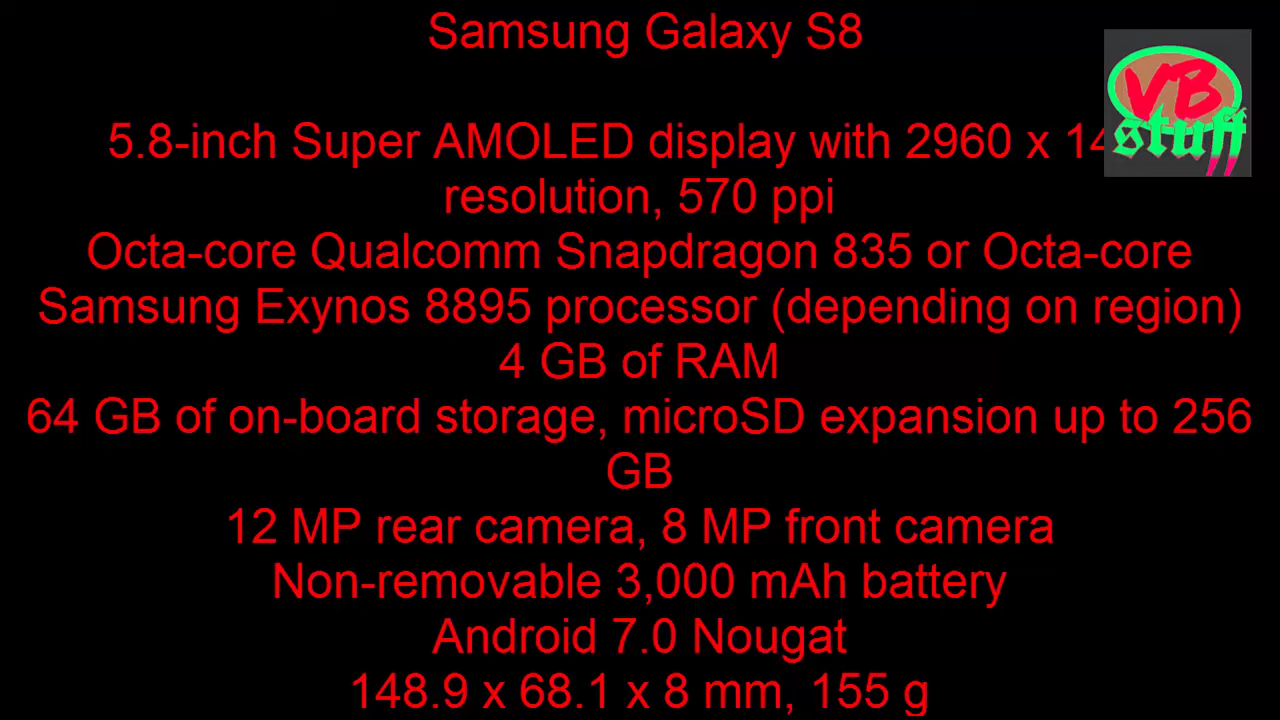 Samsung Galaxy S8
VB
stuff
5.8-inch Super AMOLED display with 2960 x
resolution, 570 ppi
Octa-core Qualcomm Snapdragon 835 or Octa-core
Samsung Exynos 8895 processor (depending on region)
4 GB of RAM
64 GB of on-board storage, microSD expansion up to 256
GB
12 MP rear camera, 8 MP front camera
Non-removable 3,000 mAh battery
Android 7.0 Nougat
148.9 x 68.1 x 8 mm, 155 g